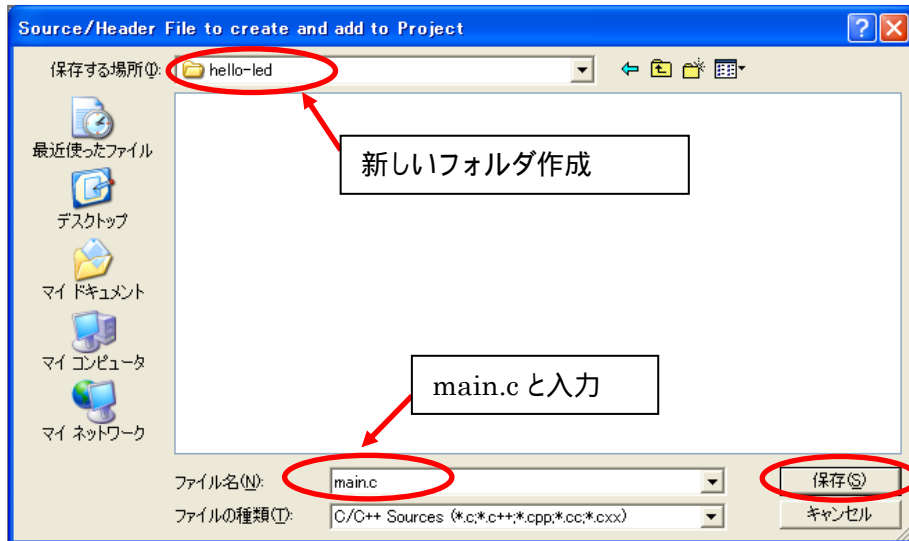 Source/Header File to create and add to Project
保存する場所(I): hello-led
最近使ったファイル
新しいフォルダ作成
デスクトップ
マイ ドキュメント
マイ コンピュータ
main.c と入力
マイ ネットワーク
ファイル名(N): main.c 保存(S)
ファイルの種類(T): C/C++ Sources (*.c;*.c++;*.cpp;*.cc;*.cxx) キャンセル